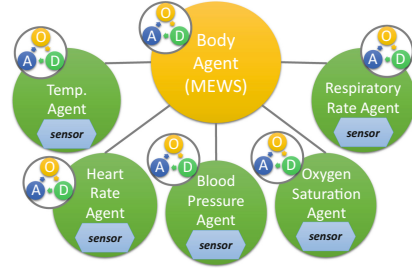 O
A D
Body
Agent
(MEWS)
O
A D
Temp.
Agent
sensor
O
A D
Respiratory
Rate Agent
sensor
O
A D
Heart
Rate
Agent
sensor
O
A D
Blood
Pressure
Agent
sensor
O
A D
Oxygen
Saturation
Agent
sensor